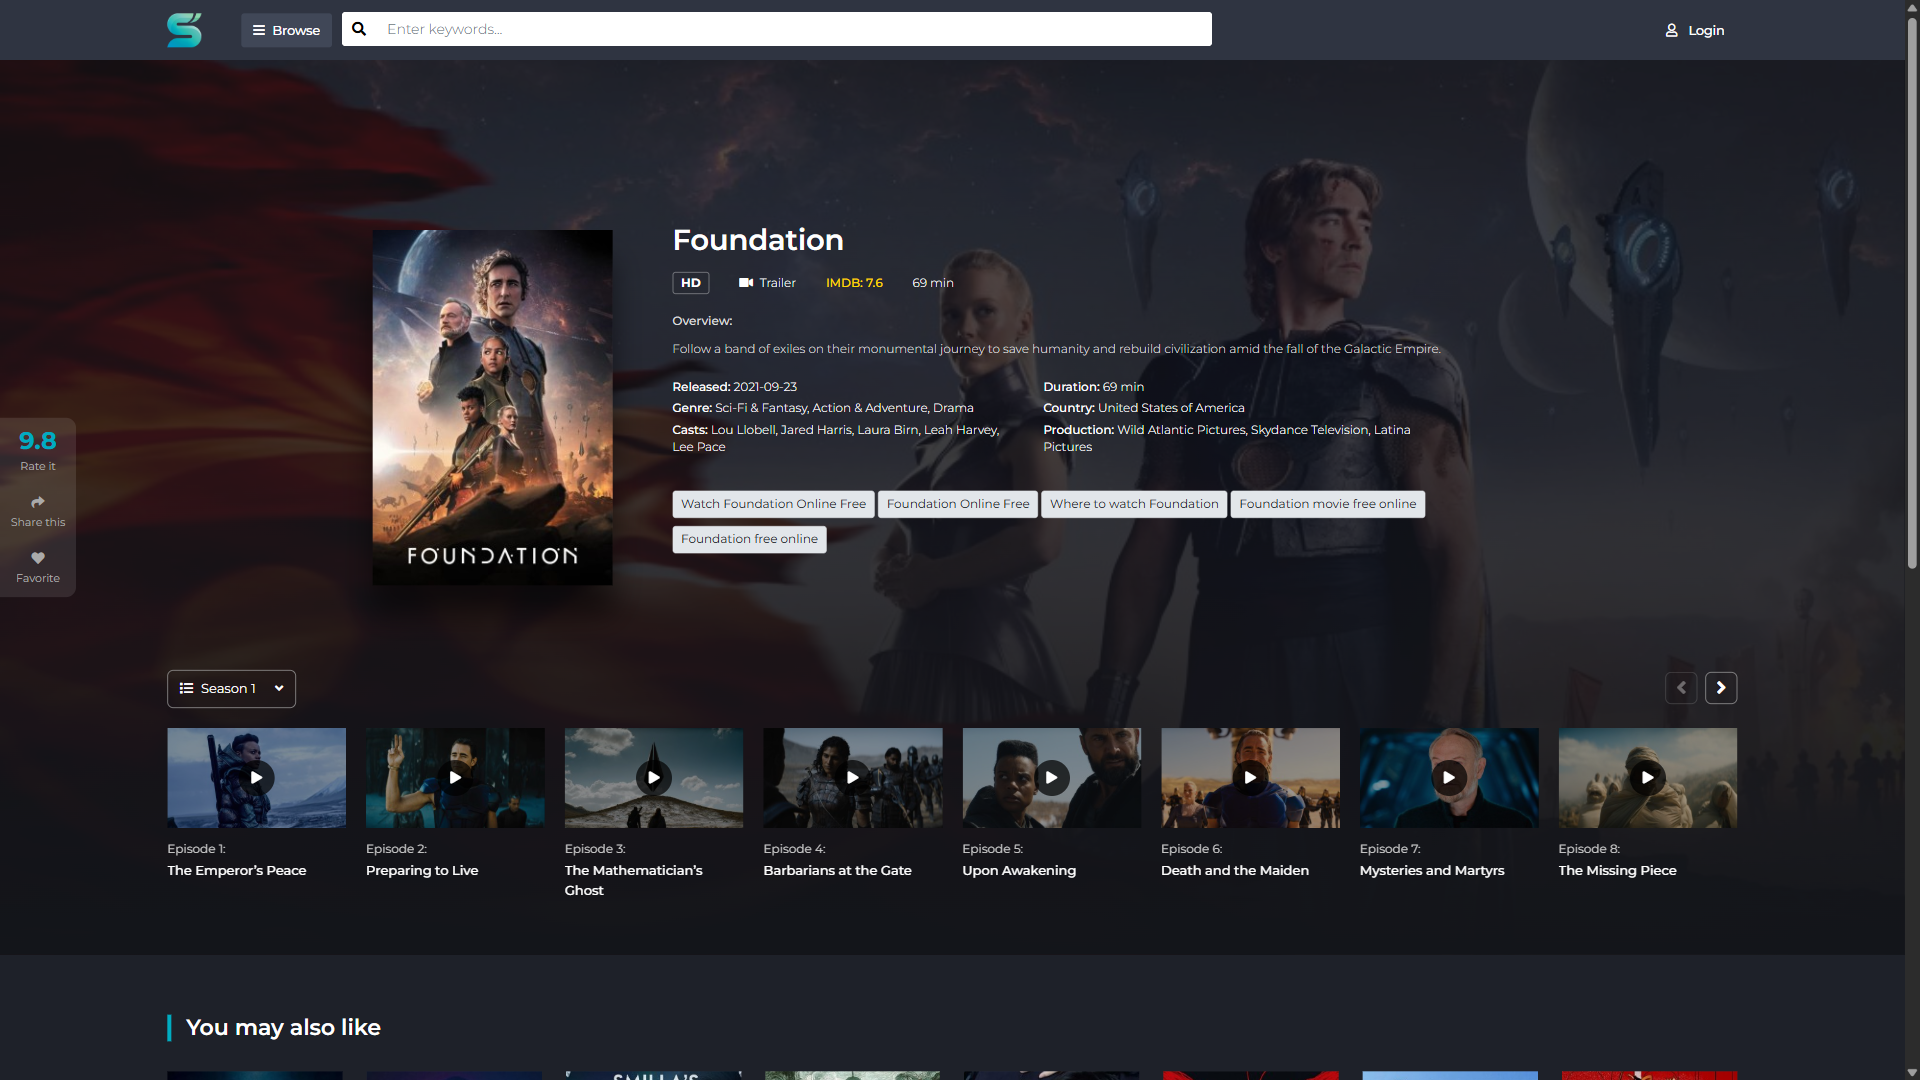 Browse
Enter keywords...
Login
Foundation
HD
Trailer
IMDB: 7.6
69 min
Overview:
Follow a band of exiles on their monumental journey to save humanity and rebuild civilization amid the fall of the Galactic Empire.
Released: 2021-09-23
Genre: Sci-Fi & Fantasy, Action & Adventure, Drama
Casts: Lou Llobell, Jared Harris, Laura Birn, Leah Harvey,
Lee Pace
Duration: 69 min
Country: United States of America
Production: Wild Atlantic Pictures, Skydance Television, Latina
Pictures
Watch Foundation Online Free
Foundation Online Free
Where to watch Foundation
Foundation movie free online
Foundation free online
FOUNDATION
9.8
Rate it
Share this
Favorite
Season 1
Episode 1:
The Emperor’s Peace
Episode 2:
Preparing to Live
Episode 3:
The Mathematician’s
Ghost
Episode 4:
Barbarians at the Gate
Episode 5:
Upon Awakening
Episode 6:
Death and the Maiden
Episode 7:
Mysteries and Martyrs
Episode 8:
The Missing Piece
You may also like
SMILLA'S